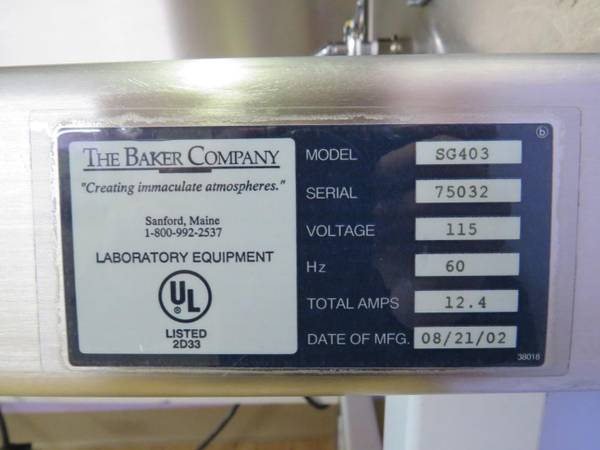 THE BAKER COMPANY
"Creating immaculate atmospheres."
Sanford, Maine
1-800-992-2537
LABORATORY EQUIPMENT
UL
®
LISTED
2D33
b
MODEL SG403
SERIAL 75032
VOLTAGE 115
Hz 60
TOTAL AMPS 12.4
DATE OF MFG. 08/21/02
38016